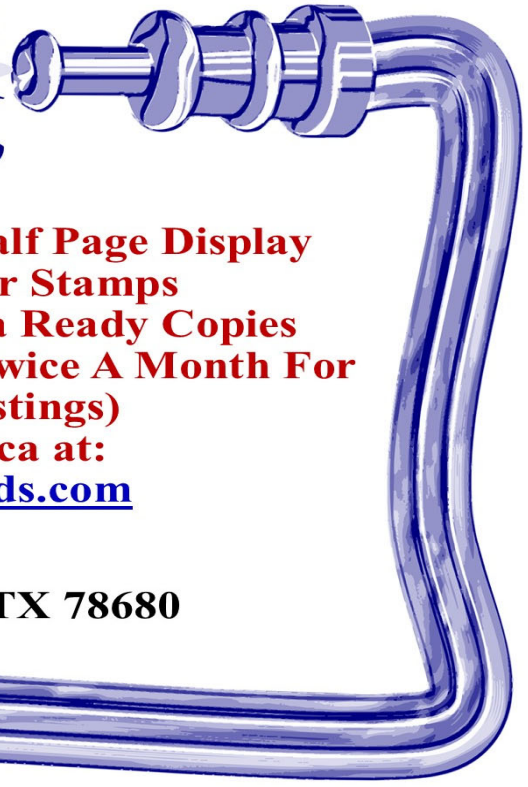 alf Page Display
r Stamps
a Ready Copies
wice A Month For
stings)
ca at:
ds.com
TX 78680